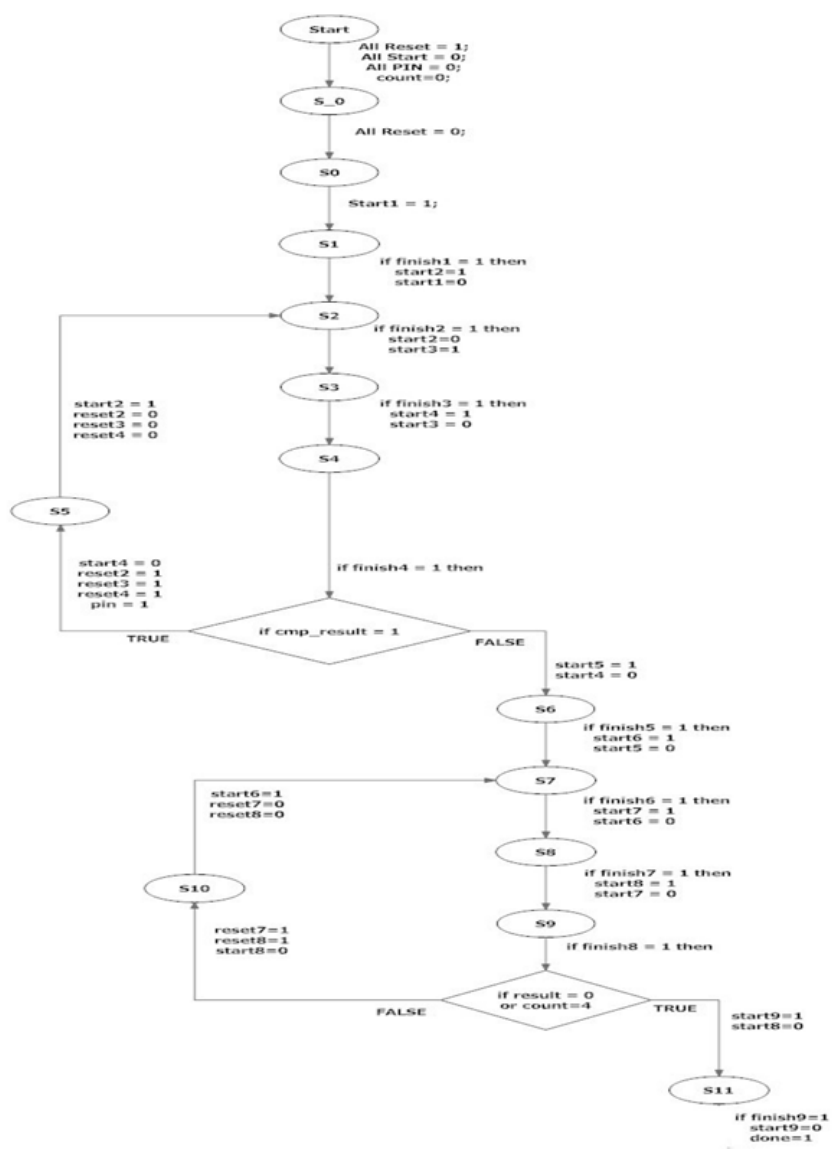 Start
All Reset = 1;
All Start = 0;
All PIN = 0;
count=0;
S_0
All Reset = 0;
S0
Start1 = 1;
S1
if finish1 = 1 then
start2=1
start1=0
S2
if finish2 = 1 then
start2=0
start3=1
S3
if finish3 = 1 then
start4 = 1
start3 = 0
S4
start2 = 1
reset2 = 0
reset3 = 0
reset4 = 0
S5
start4 = 0
reset2 = 1
reset3 = 1
reset4 = 1
pin = 1
if finish4 = 1 then
if cmp_result = 1
TRUE
FALSE
start5 = 1
start4 = 0
S6
if finish5 = 1 then
start6 = 1
start5 = 0
S7
if finish6 = 1 then
start7 = 1
start6 = 0
S8
if finish7 = 1 then
start8 = 1
start7 = 0
S9
if finish8 = 1 then
start6=1
reset7=0
reset8=0
S10
reset7=1
reset8=1
start8=0
if result = 0
or count=4
FALSE
TRUE
start9=1
start8=0
S11
if finish9=1
start9=0
done=1